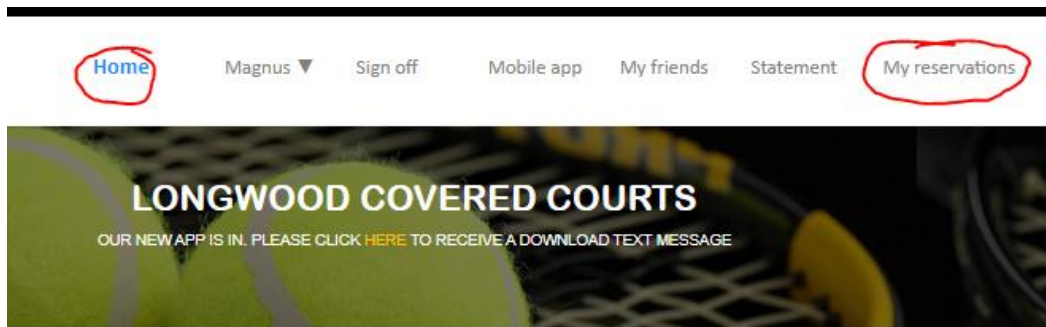 Home Magnus ▼ Sign off Mobile app My friends Statement My reservations
LONGWOOD COVERED COURTS
OUR NEW APP IS IN. PLEASE CLICK HERE TO RECEIVE A DOWNLOAD TEXT MESSAGE